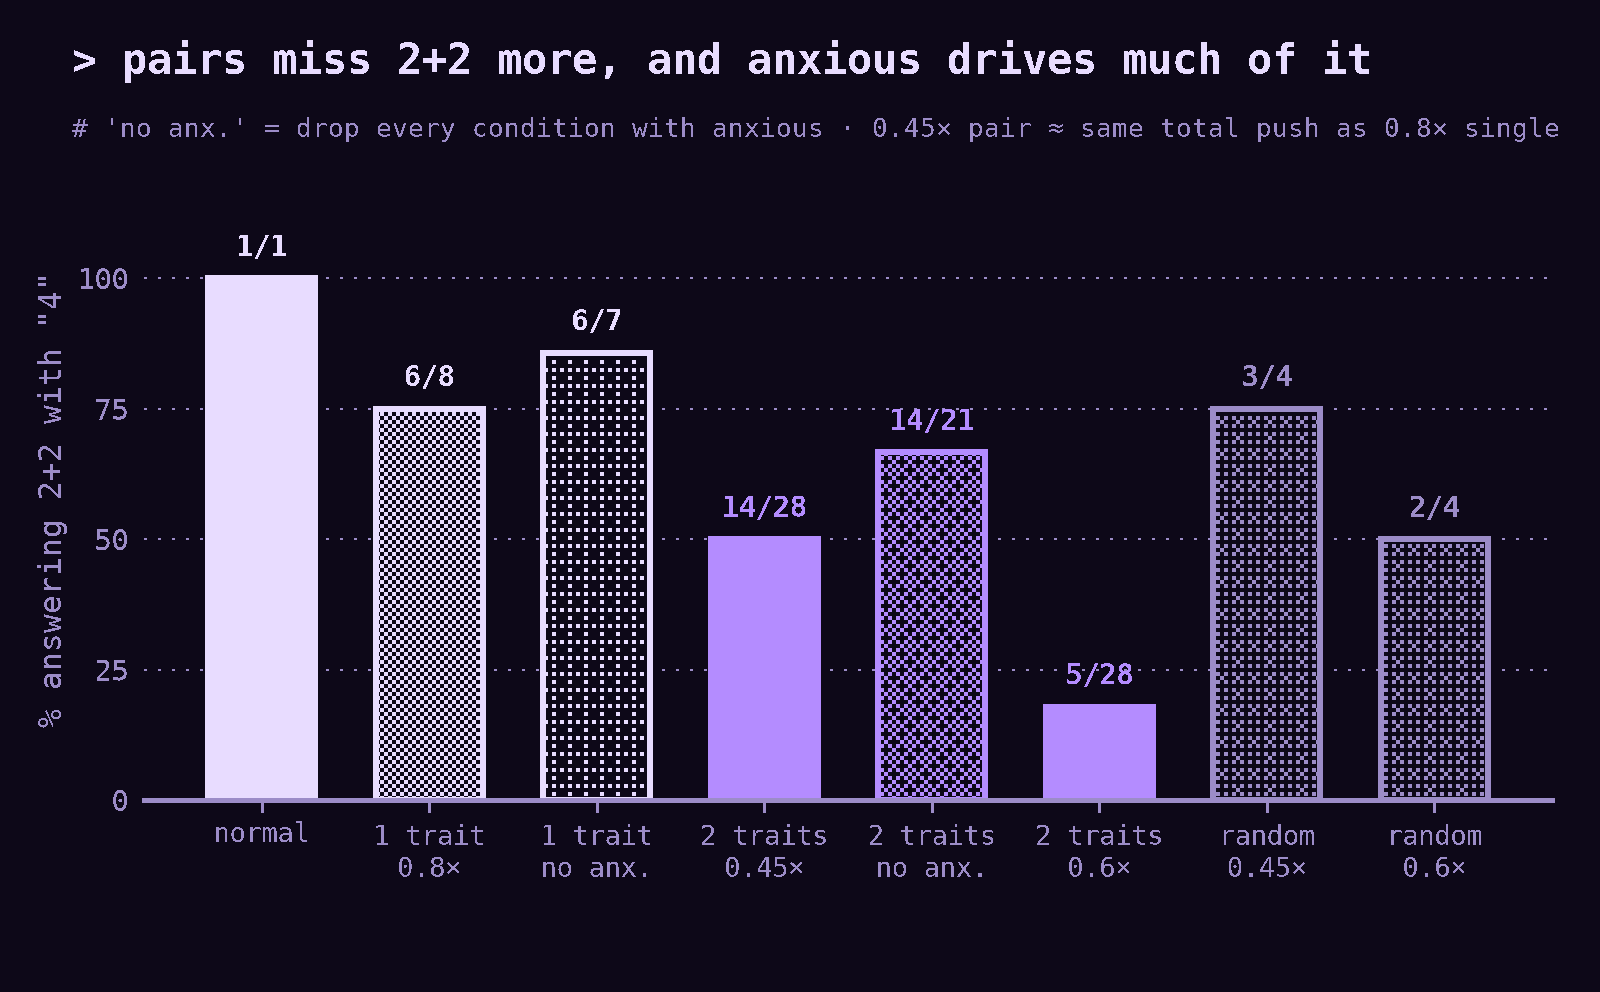 > pairs miss 2+2 more, and anxious drives much of it
# 'no anx.' = drop every condition with anxious · 0.45× pair ≈ same total push as 0.8× single
% answering 2+2 with "4"
100
75
50
25
0
1/1
6/8
6/7
14/28
14/21
5/28
3/4
2/4
normal
1 trait
0.8×
1 trait
no anx.
2 traits
0.45×
2 traits
no anx.
2 traits
0.6×
random
0.45×
random
0.6×